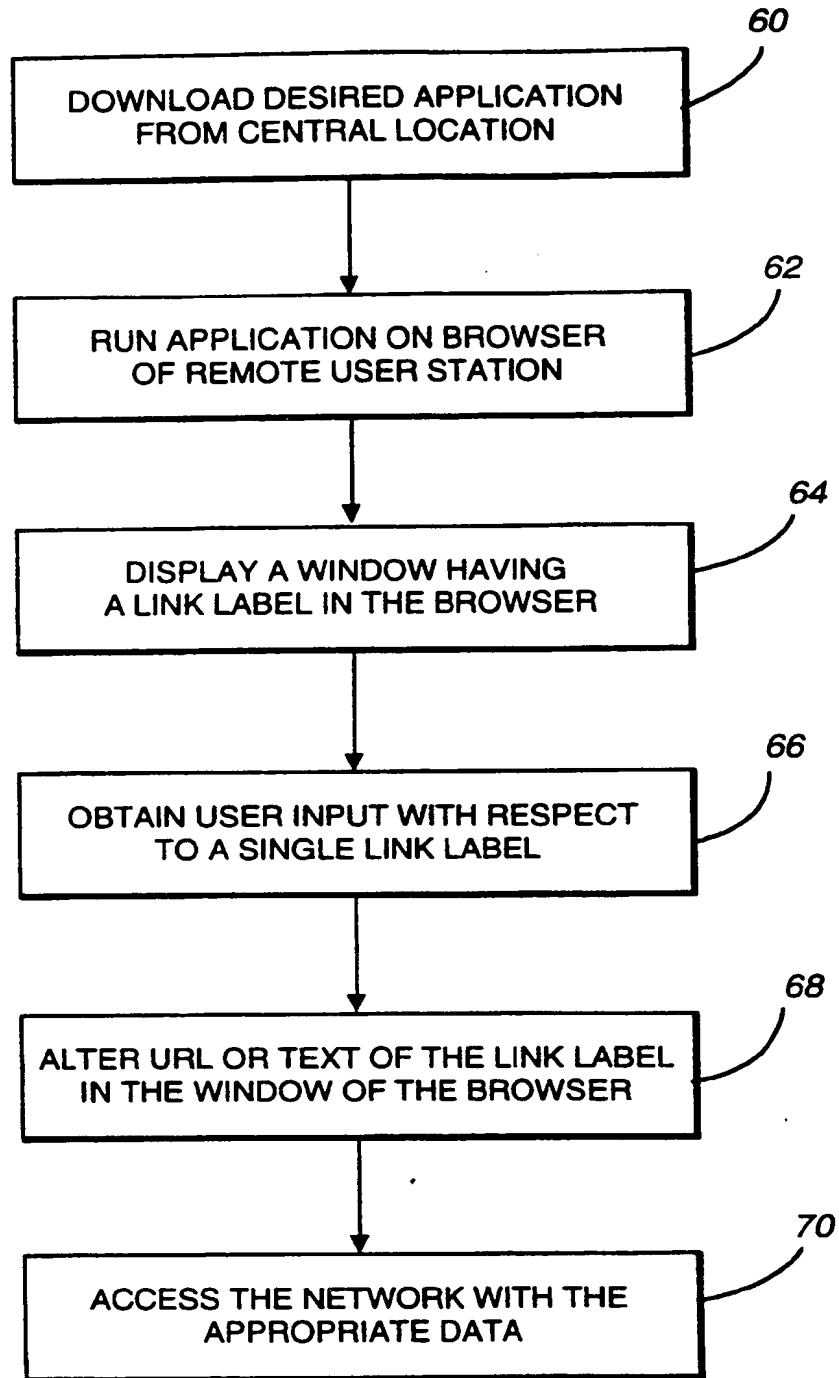 60
DOWNLOAD DESIRED APPLICATION
FROM CENTRAL LOCATION
62
RUN APPLICATION ON BROWSER
OF REMOTE USER STATION
64
DISPLAY A WINDOW HAVING
A LINK LABEL IN THE BROWSER
66
OBTAIN USER INPUT WITH RESPECT
TO A SINGLE LINK LABEL
68
ALTER URL OR TEXT OF THE LINK LABEL
IN THE WINDOW OF THE BROWSER
70
ACCESS THE NETWORK WITH THE
APPROPRIATE DATA